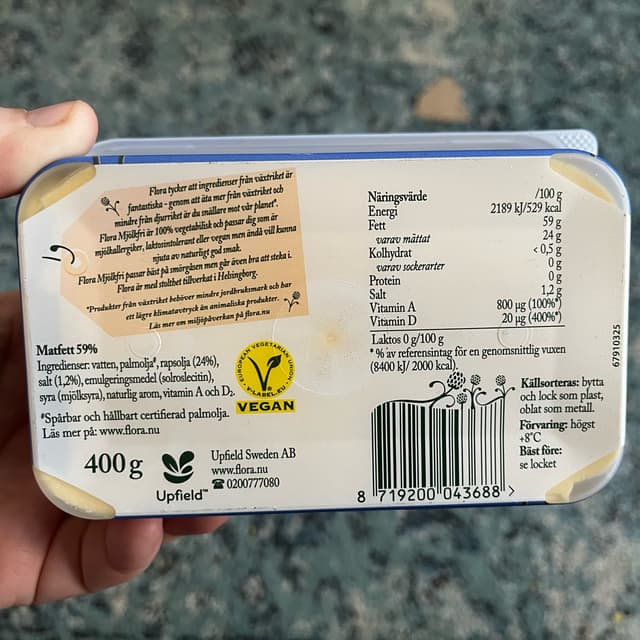 Flora tycker att ingredienser från växtriket är
fantastiska - genom att äta mer från växtriket och
mindre från djurriket är du snällare mot vår planet*.
Flora Mjölkfri är 100% vegetabilisk och passar dig som är
mjölkallergiker, laktosintolerant eller vegan men ändå vill kunna
njuta av naturligt god smak.
Flora Mjölkfri passar bäst på smörgåsen men går även bra att steka i.
Flora är med stolthet tillverkat i Helsingborg.
*Produkter från växtriket behöver mindre jordbruksmark och har
ett lägre klimatavtryck än animaliska produkter.
Läs mer om miljöpåverkan på flora.nu
Matfett 59%
Ingredienser: vatten, palmolja#, rapsolja (24%),
salt (1,2%), emulgeringsmedel (solroslecitin),
syra (mjölksyra), naturlig arom, vitamin A och D2.
#Spårbar och hållbart certifierad palmolja.
Läs mer på: www.flora.nu
EUROPEAN VEGETARIAN UNION
V-LABEL.EU
VEGAN
400 g
Upfield™
Upfield Sweden AB
www.flora.nu
☎ 0200777080
Näringsvärde /100 g
Energi 2189 kJ/529 kcal
Fett 59 g
varav mättat 24 g
Kolhydrat < 0,5 g
varav sockerarter 0 g
Protein 0 g
Salt 1,2 g
Vitamin A 800 µg (100%*)
Vitamin D 20 µg (400%*)
Laktos 0 g/100 g
* % av referensintag för en genomsnittlig vuxen
(8400 kJ/ 2000 kcal).
8 719200 043688 >
Källsorteras: bytta
och lock som plast,
oblat som metall.
Förvaring: högst
+8°C
Bäst före:
se locket
67910325